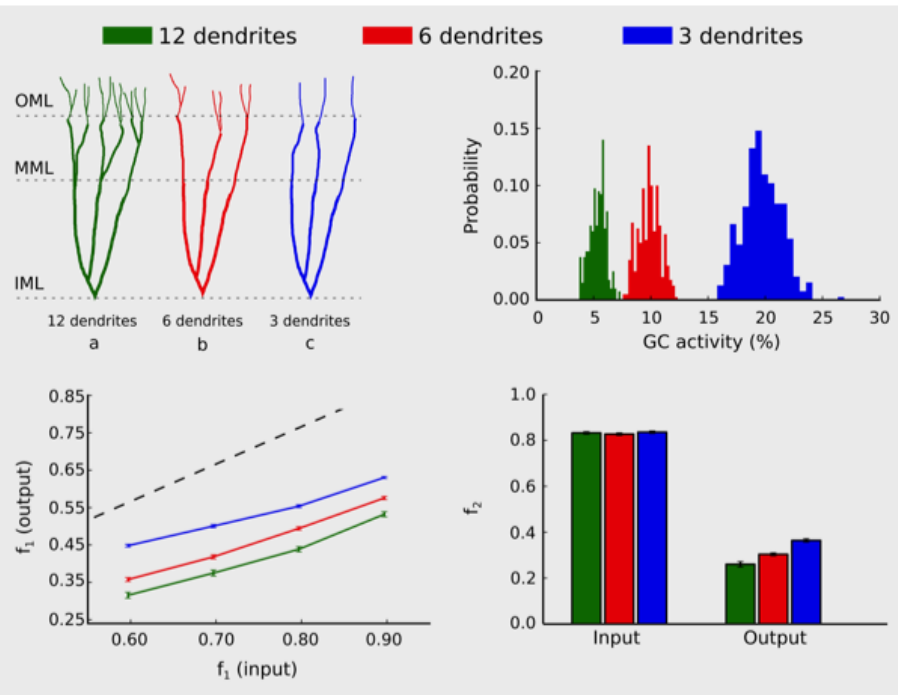 12 dendrites 6 dendrites 3 dendrites
OML
MML
IML
12 dendrites 6 dendrites 3 dendrites
a b c
Probability
0.20
0.15
0.10
0.05
0.00
0 5 10 15 20 25 30
GC activity (%)
f₁ (output)
0.85
0.75
0.65
0.55
0.45
0.35
0.25
0.60 0.70 0.80 0.90
f₁ (input)
f₂
1.0
0.8
0.6
0.4
0.2
0.0
Input Output